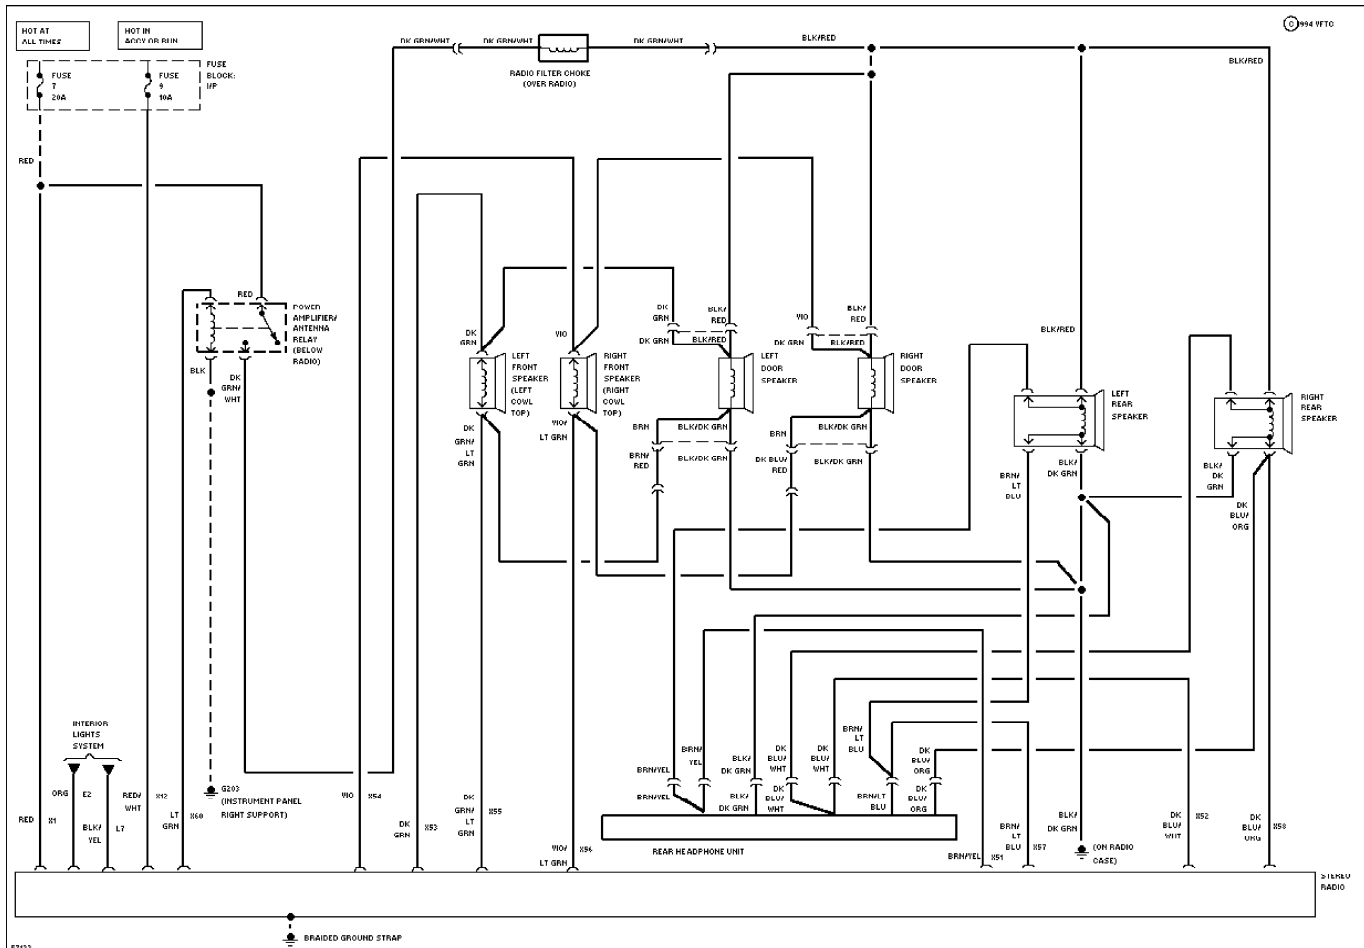 HOT AT
ALL TIMES
HOT IN
ACCY OR RUN
DK GRN/WHT
DK GRN/WHT
DK GRN/WHT
BLK/RED
© 1994 VFTC
FUSE
7
20A
FUSE
9
10A
FUSE
BLOCK:
I/P
RADIO FILTER CHOKE
(OVER RADIO)
BLK/RED
RED
RED
POWER
AMPLIFIER/
ANTENNA
RELAY
(BELOW
RADIO)
BLK
DK
GRN/
WHT
DK
GRN
VIO
DK
GRN
DK GRN
BLK/
RED
BLK/RED
VIO
DK GRN
BLK/
RED
BLK/RED
BLK/RED
LEFT
FRONT
SPEAKER
(LEFT
COWL
TOP)
RIGHT
FRONT
SPEAKER
(RIGHT
COWL
TOP)
LEFT
DOOR
SPEAKER
RIGHT
DOOR
SPEAKER
LEFT
REAR
SPEAKER
RIGHT
REAR
SPEAKER
DK
GRN/
LT
GRN
VIO/
LT GRN
BRN
BLK/DK GRN
BRN/
RED
BLK/DK GRN
BRN
BLK/DK GRN
DK BLU/
RED
BLK/DK GRN
BRN/
LT
BLU
BLK/
DK GRN
BLK/
DK
GRN
DK
BLU/
ORG
INTERIOR
LIGHTS
SYSTEM
ORG
E2
BLK/
YEL
L7
RED
X1
RED/
WHT
X12
LT
GRN
X60
G203
(INSTRUMENT PANEL
RIGHT SUPPORT)
VIO
X54
DK
GRN
X53
DK
GRN/
LT
GRN
X55
VIO/
LT GRN
X56
BRN/YEL
BRN/
YEL
BLK/
DK GRN
DK
BLU/
WHT
DK
BLU/
WHT
BRN/
LT
BLU
DK
BLU/
ORG
BRN/YEL
BLK/
DK GRN
DK
BLU/
WHT
BRN/LT
BLU
DK
BLU/
ORG
REAR HEADPHONE UNIT
BRN/YEL
X51
BRN/
LT
BLU
X57
BLK/
DK GRN
(ON RADIO
CASE)
DK
BLU/
WHT
X52
DK
BLU/
ORG
X58
STEREO
RADIO
BRAIDED GROUND STRAP